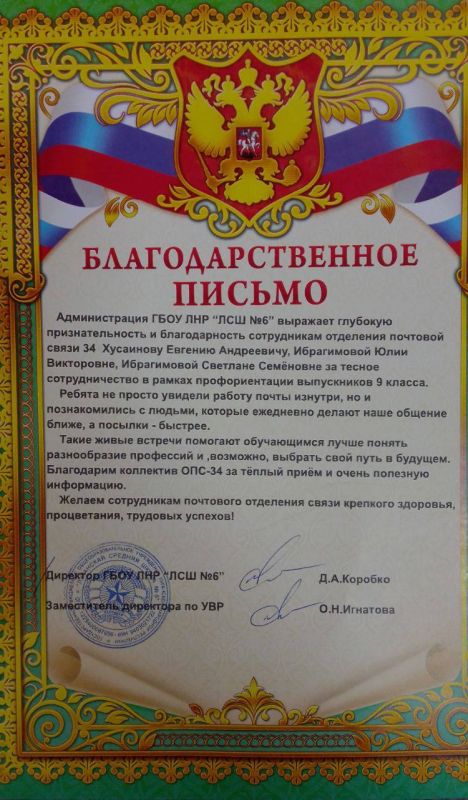 БЛАГОДАРСТВЕННОЕ
ПИСЬМО
Администрация ГБОУ ЛНР "ЛСШ №6" выражает глубокую
признательность и благодарность сотрудникам отделения почтовой
связи 34 Хусаинову Евгению Андреевичу, Ибрагимовой Юлии
Викторовне, Ибрагимовой Светлане Семёновне за тесное
сотрудничество в рамках профориентации выпускников 9 класса.
Ребята не просто увидели работу почты изнутри, но и
познакомились с людьми, которые ежедневно делают наше общение
ближе, а посылки - быстрее.
Такие живые встречи помогают обучающимся лучше понять
разнообразие профессий и ,возможно, выбрать свой путь в будущем.
Благодарим коллектив ОПС-34 за тёплый приём и очень полезную
информацию.
Желаем сотрудникам почтового отделения связи крепкого здоровья,
процветания, трудовых успехов!
Директор ГБОУ ЛНР "ЛСШ №6" Д.А.Коробко
Заместитель директора по УВР О.Н.Игнатова